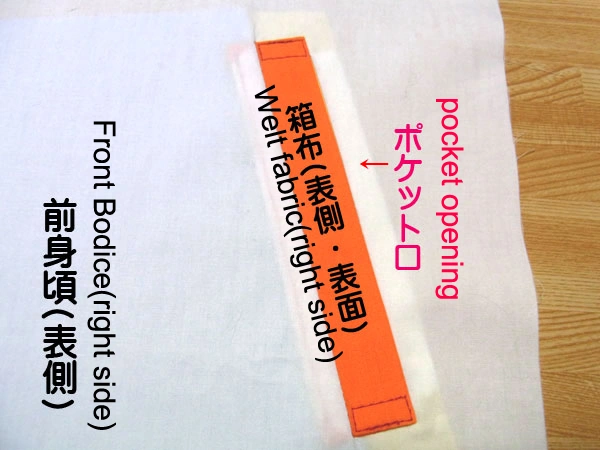 pocket opening
ポケット口
←
箱布(表側・表面)
Welt fabric(right side)
Front Bodice(right side)
前身頃(表側)